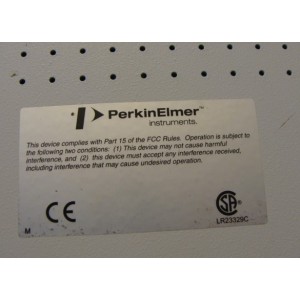 PerkinElmer™
instruments.
This device complies with Part 15 of the FCC Rules. Operation is subject to
the following two conditions: (1) This device may not cause harmful
interference, and (2) this device must accept any interference received,
including interference that may cause undesired operation.
CE
SA
M
LR23329C